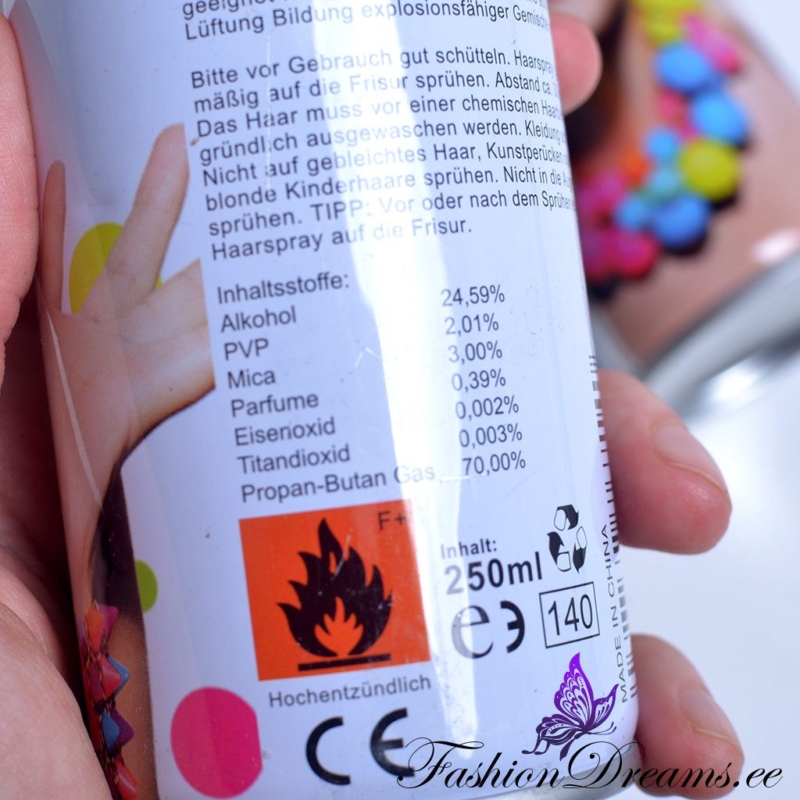 geeignet
Lüftung Bildung explosionsfähiger
Bitte vor Gebrauch gut schütteln. Haarspray
mäßig auf die Frisur sprühen. Abstand ca.
Das Haar muss vor einer chemischen
gründlich ausgewaschen werden. Kleidung
Nicht auf gebleichtes Haar, Kunstperücken
blonde Kinderhaare sprühen. Nicht in die
sprühen. TIPP: Vor oder nach dem Sprühen
Haarspray auf die Frisur.
Inhaltsstoffe:
Alkohol 24,59%
PVP 2,01%
Mica 3,00%
Parfume 0,39%
Eisenoxid 0,002%
Titandioxid 0,003%
Propan-Butan Gas 70,00%
F+
Hochentzündlich
CE
Inhalt:
250ml
e 3
140
MADE IN CHINA
FashionDreams.ee